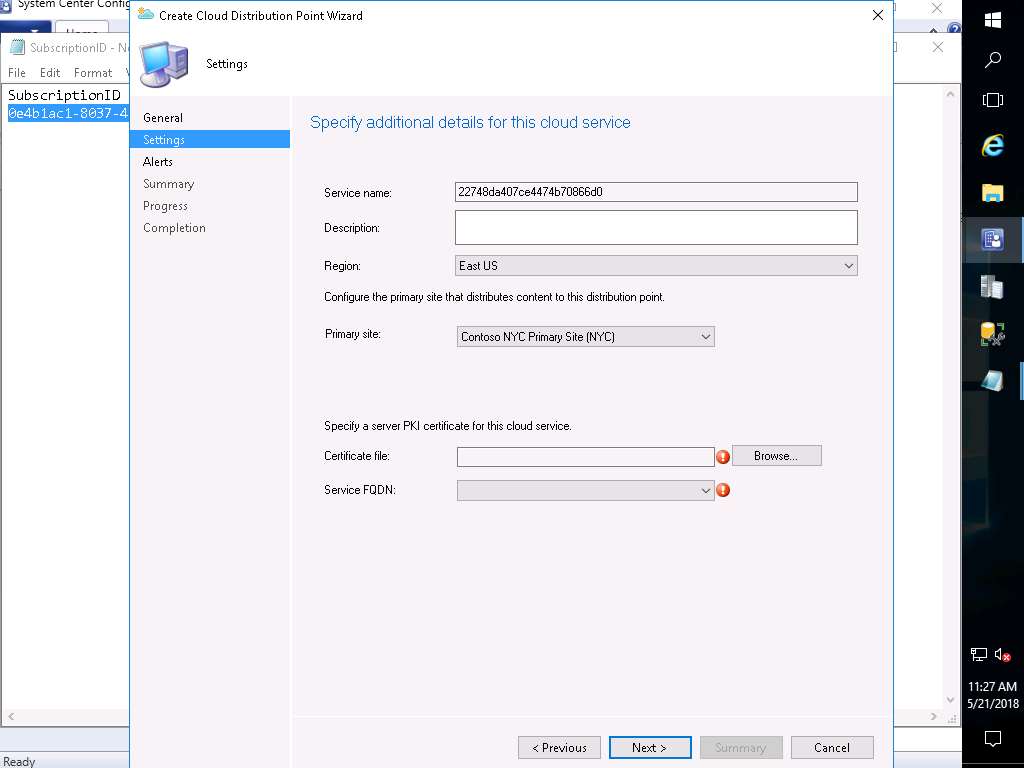 System Center Config
Create Cloud Distribution Point Wizard
Home
SubscriptionID - No
Settings
File Edit Format
SubscriptionID
0e4b1ac1-8037-4
General
Settings
Alerts
Summary
Progress
Completion
Specify additional details for this cloud service
Service name: 22748da407ce4474b70866d0
Description:
Region: East US
Configure the primary site that distributes content to this distribution point.
Primary site: Contoso NYC Primary Site (NYC)
Specify a server PKI certificate for this cloud service.
Certificate file: Browse...
Service FQDN:
< Previous Next > Summary Cancel
Ready
11:27 AM
5/21/2018